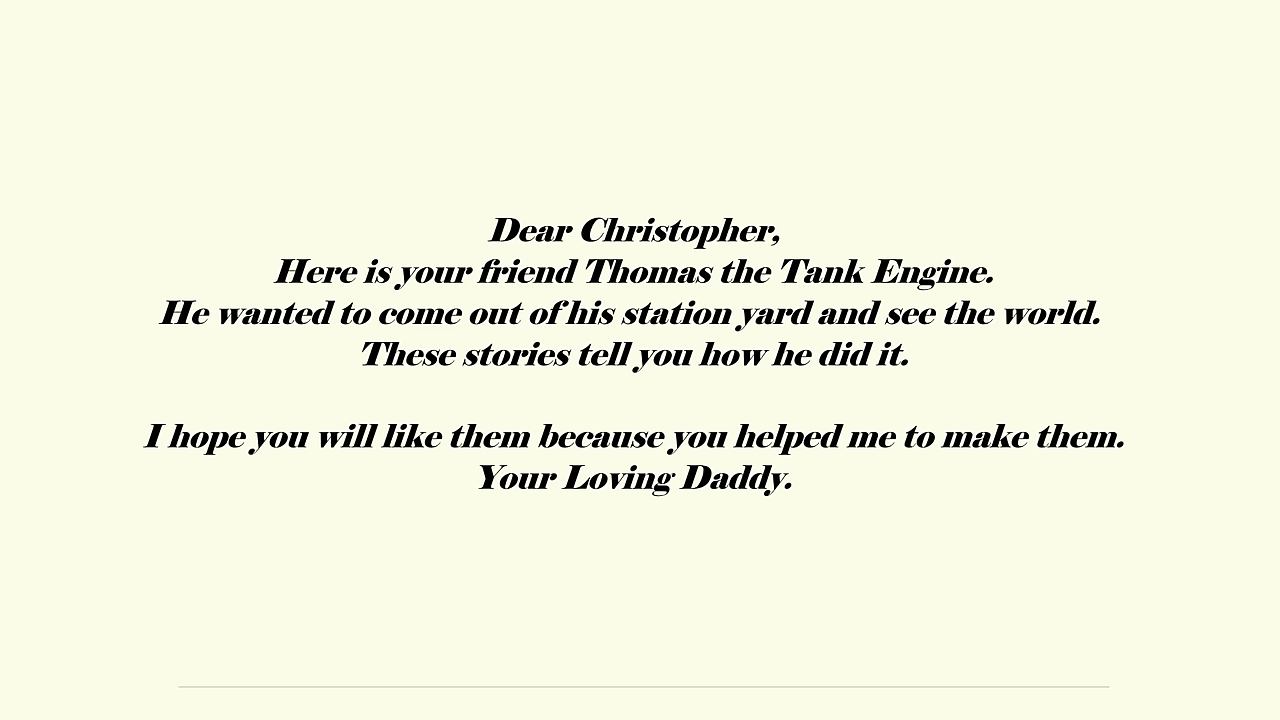 Dear Christopher,
Here is your friend Thomas the Tank Engine.
He wanted to come out of his station yard and see the world.
These stories tell you how he did it.
I hope you will like them because you helped me to make them.
Your Loving Daddy.